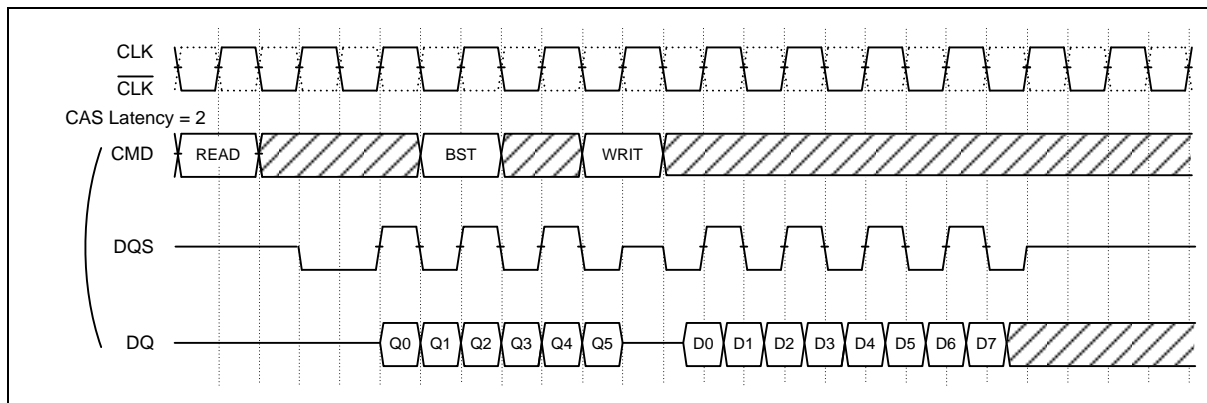 CLK
C̅L̅K̅
CAS Latency = 2
CMD READ BST WRIT
DQS
DQ Q0 Q1 Q2 Q3 Q4 Q5 D0 D1 D2 D3 D4 D5 D6 D7